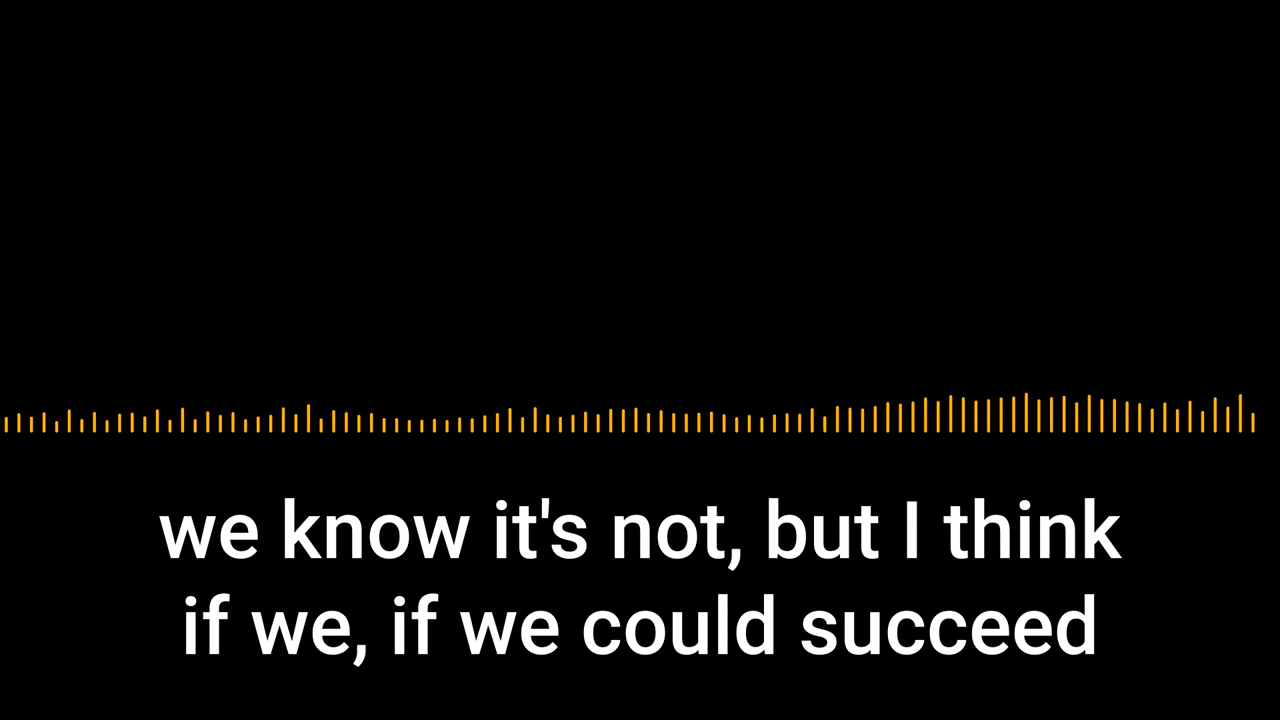 we know it's not, but I think
if we, if we could succeed